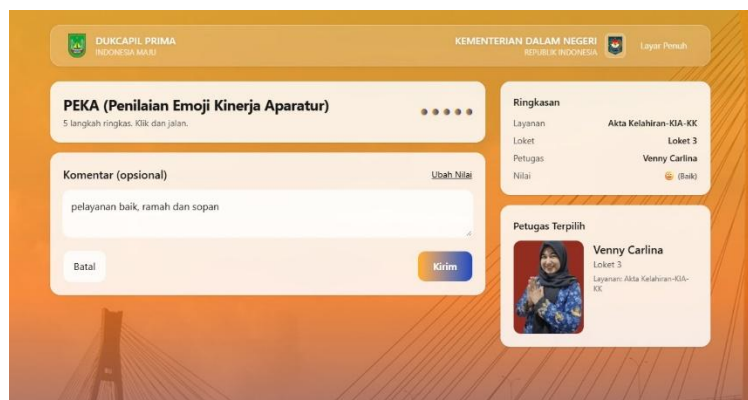 DUKCAPIL PRIMA
INDONESIA MAJU
KEMENTERIAN DALAM NEGERI
REPUBLIK INDONESIA
Layar Penuh
PEKA (Penilaian Emoji Kinerja Aparatur)
5 langkah ringkas. Klik dan jalan.
Komentar (opsional)
Ubah Nilai
pelayanan baik, ramah dan sopan
Batal
Kirim
Ringkasan
Layanan Akta Kelahiran-KIA-KK
Loket Loket 3
Petugas Venny Carlina
Nilai (Baik)
Petugas Terpilih
Venny Carlina
Loket 3
Layanan: Akta Kelahiran-KIA-
KK